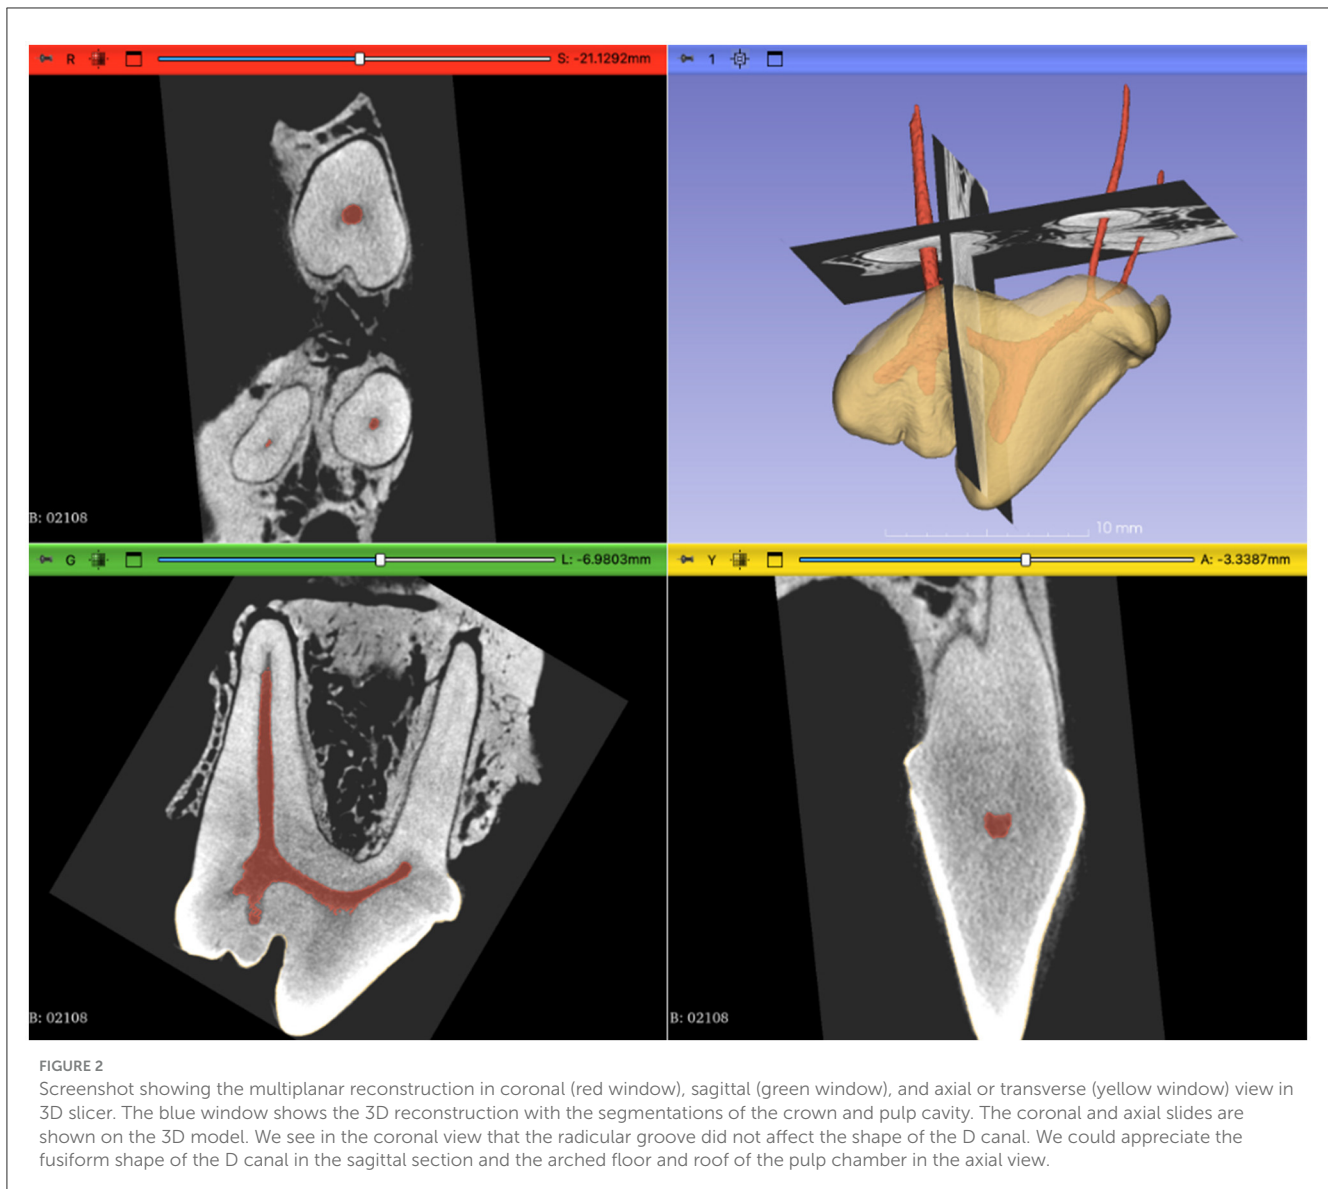 R
S: -21.1292mm
1
B: 02108
10 mm
G
L: -6.9803mm
Y
A: -3.3387mm
B: 02108
B: 02108
FIGURE 2
Screenshot showing the multiplanar reconstruction in coronal (red window), sagittal (green window), and axial or transverse (yellow window) view in
3D slicer. The blue window shows the 3D reconstruction with the segmentations of the crown and pulp cavity. The coronal and axial slides are
shown on the 3D model. We see in the coronal view that the radicular groove did not affect the shape of the D canal. We could appreciate the
fusiform shape of the D canal in the sagittal section and the arched floor and roof of the pulp chamber in the axial view.